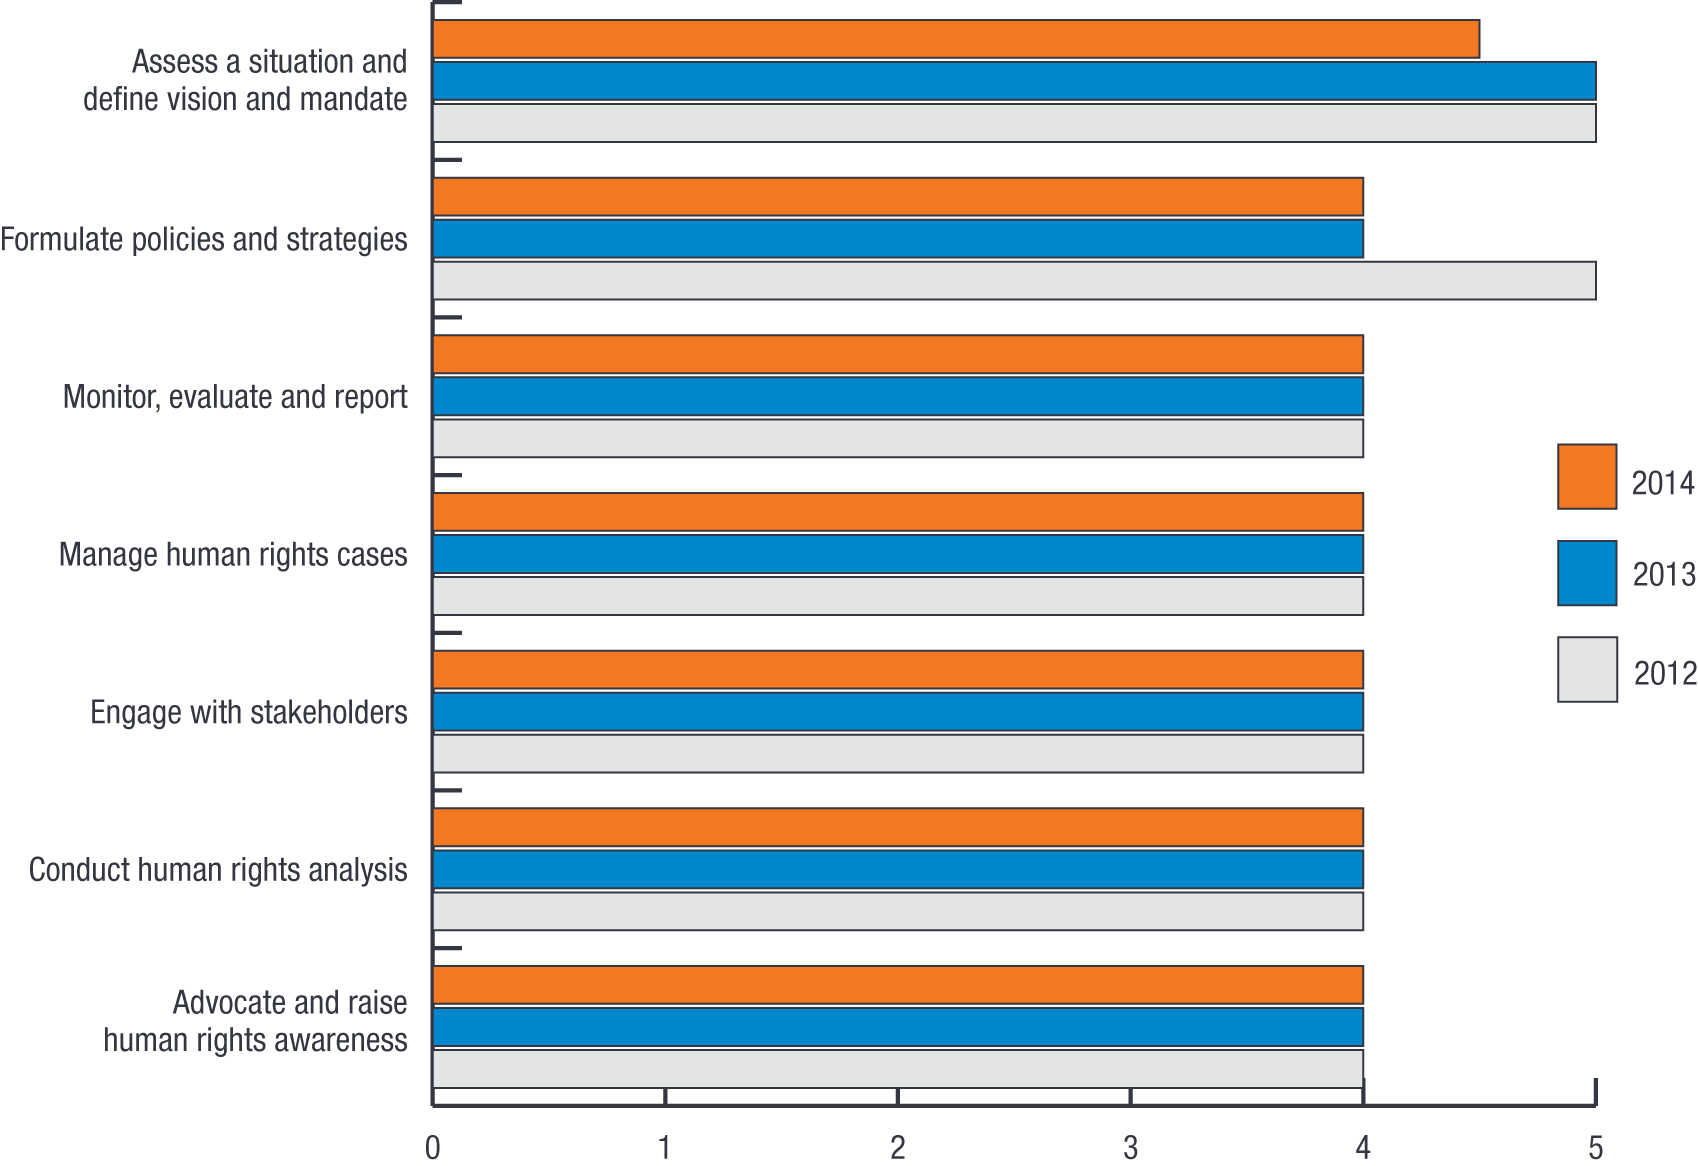 Assess a situation and
define vision and mandate
Formulate policies and strategies
Monitor, evaluate and report
Manage human rights cases
Engage with stakeholders
Conduct human rights analysis
Advocate and raise
human rights awareness
2014
2013
2012
0 1 2 3 4 5